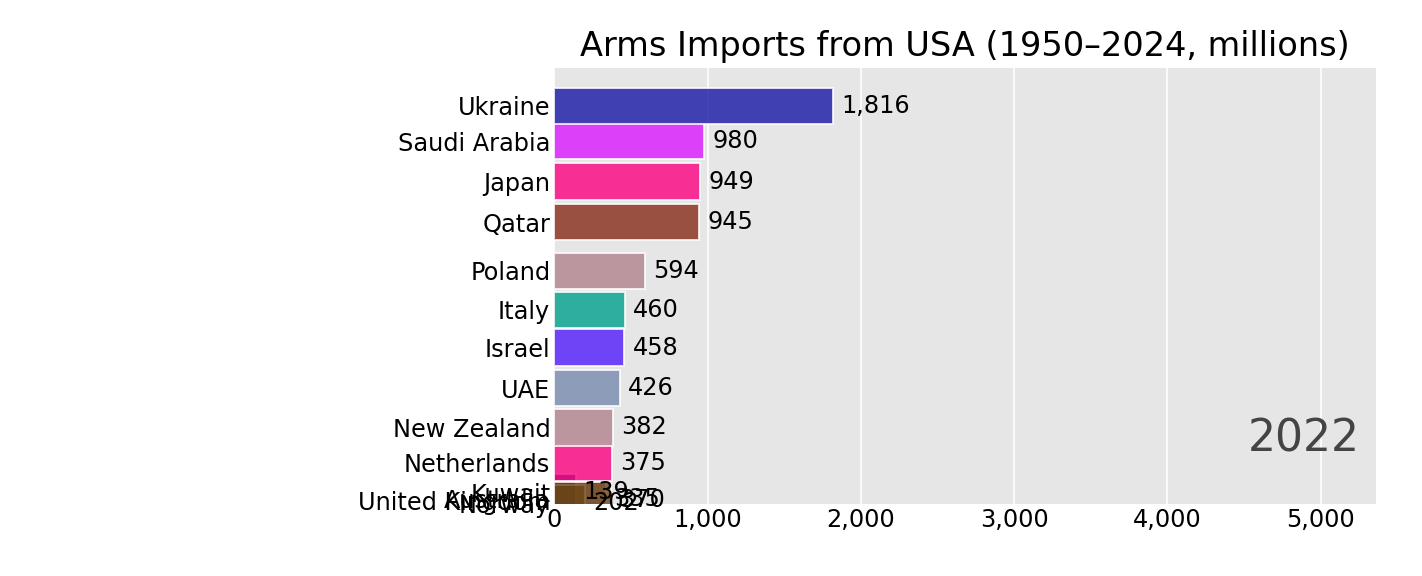 Arms Imports from USA (1950–2024, millions)
Ukraine 1,816
Saudi Arabia 980
Japan 949
Qatar 945
Poland 594
Italy 460
Israel 458
UAE 426
New Zealand 382
2022
Netherlands 375
Kuwait 139
United
Norway
0 1,000 2,000 3,000 4,000 5,000